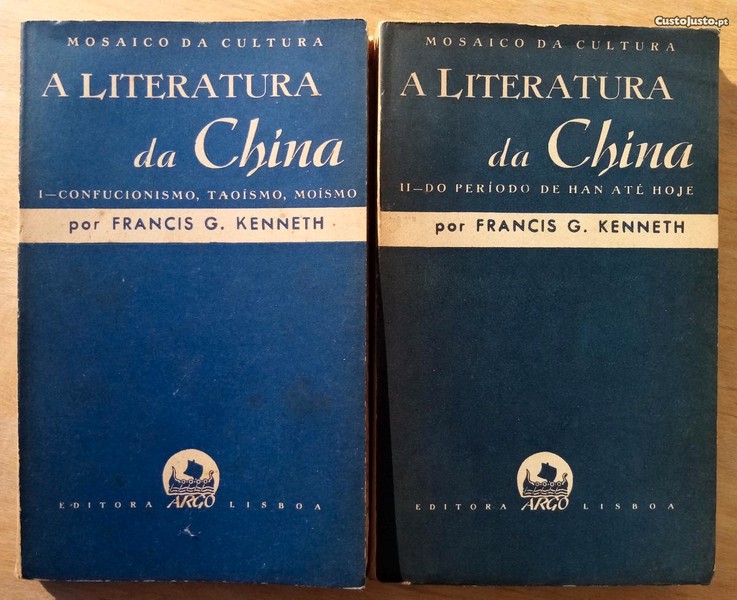 MOSAICO DA CULTURA
A LITERATURA
da China
I—CONFUCIONISMO, TAOÍSMO, MOÍSMO
por FRANCIS G. KENNETH
EDITORA ARGO LISBOA
CustoJusto.pt
MOSAICO DA CULTURA
A LITERATURA
da China
II—DO PERÍODO DE HAN ATÉ HOJE
por FRANCIS G. KENNETH
EDITORA ARGO LISBOA